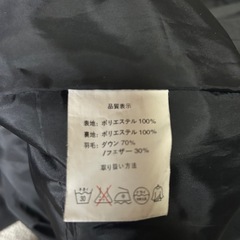 品質表示
表地: ポリエステル 100%
裏地: ポリエステル 100%
羽毛: ダウン 70%
/フェザー 30%
取り扱い方法
30